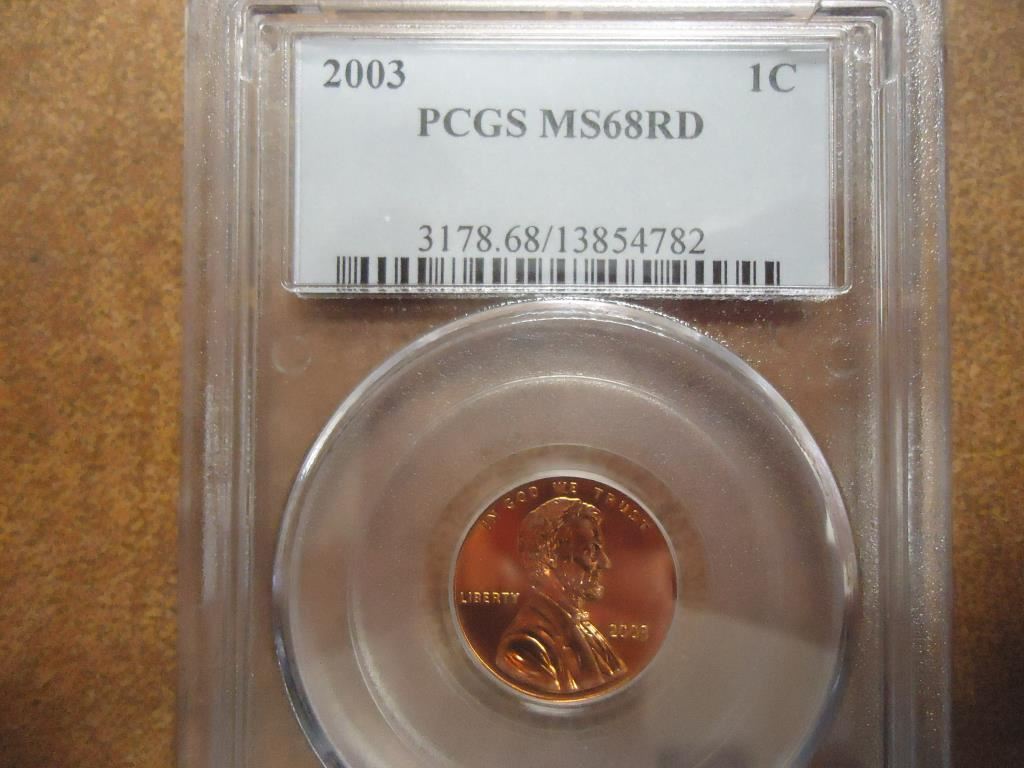 2003 1C
PCGS MS68RD
3178.68/13854782
IN GOD WE TRUST
LIBERTY
2003